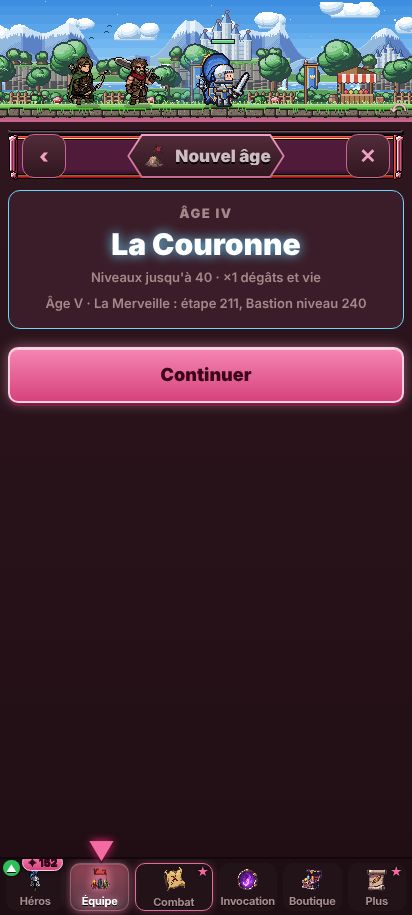 ‹
Nouvel âge
✕
ÂGE IV
La Couronne
Niveaux jusqu'à 40 · ×1 dégâts et vie
Âge V · La Merveille : étape 211, Bastion niveau 240
Continuer
Héros
Équipe
Combat
Invocation
Boutique
Plus